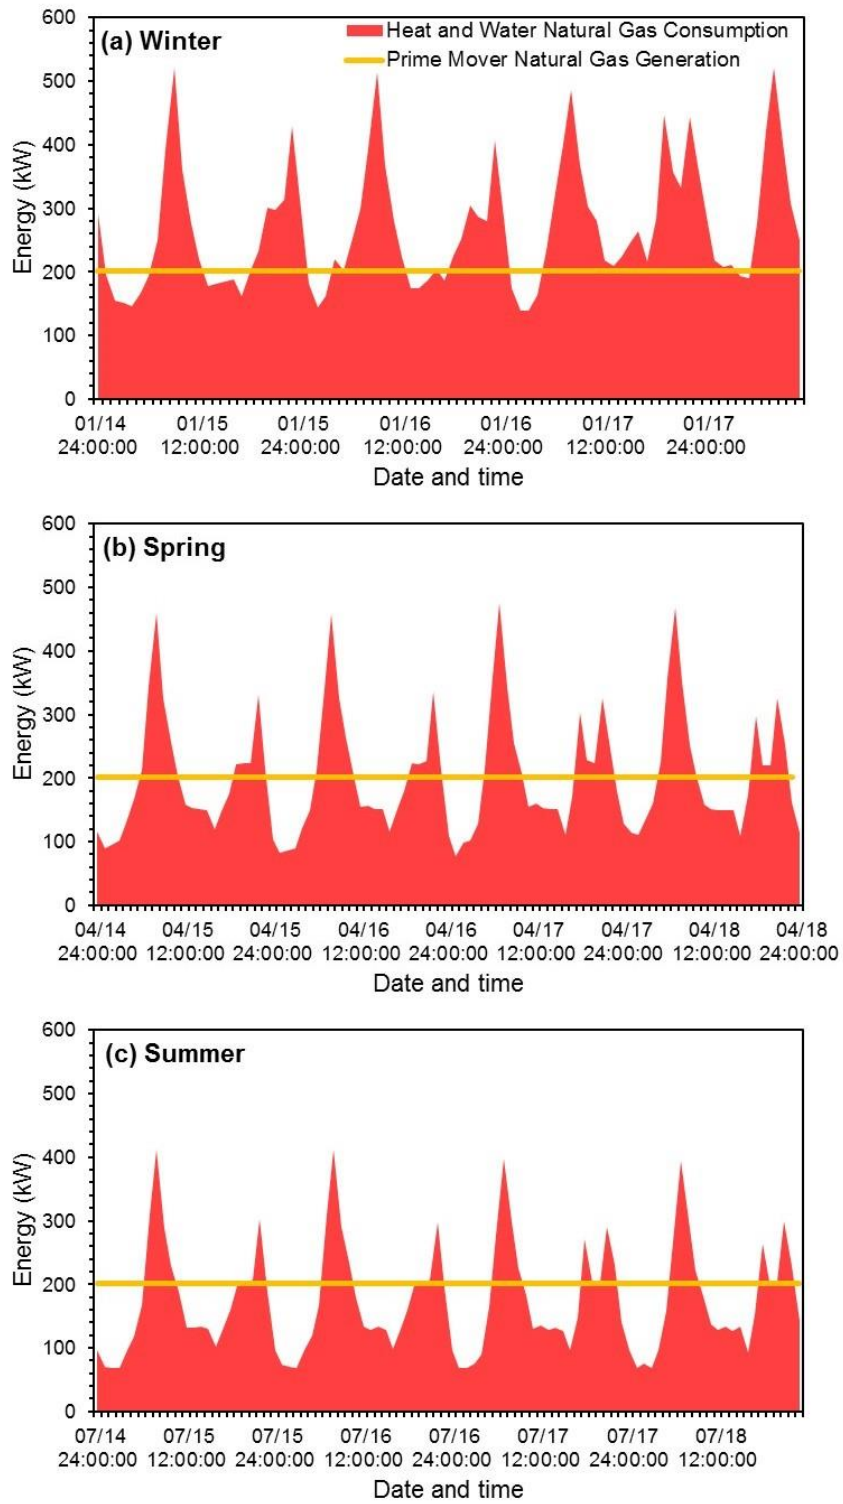 600
(a) Winter
Heat and Water Natural Gas Consumption
Prime Mover Natural Gas Generation
500
400
300
200
100
0
Energy (kW)
01/14 01/15 01/15 01/16 01/16 01/17 01/17
24:00:00 12:00:00 24:00:00 12:00:00 24:00:00 12:00:00 24:00:00
Date and time
600
(b) Spring
500
400
300
200
100
0
Energy (kW)
04/14 04/15 04/15 04/16 04/16 04/17 04/17 04/18 04/18
24:00:00 12:00:00 24:00:00 12:00:00 24:00:00 12:00:00 24:00:00 12:00:00 24:00:00
Date and time
600
(c) Summer
500
400
300
200
100
0
Energy (kW)
07/14 07/15 07/15 07/16 07/16 07/17 07/17 07/18
24:00:00 12:00:00 24:00:00 12:00:00 24:00:00 12:00:00 24:00:00 12:00:00
Date and time